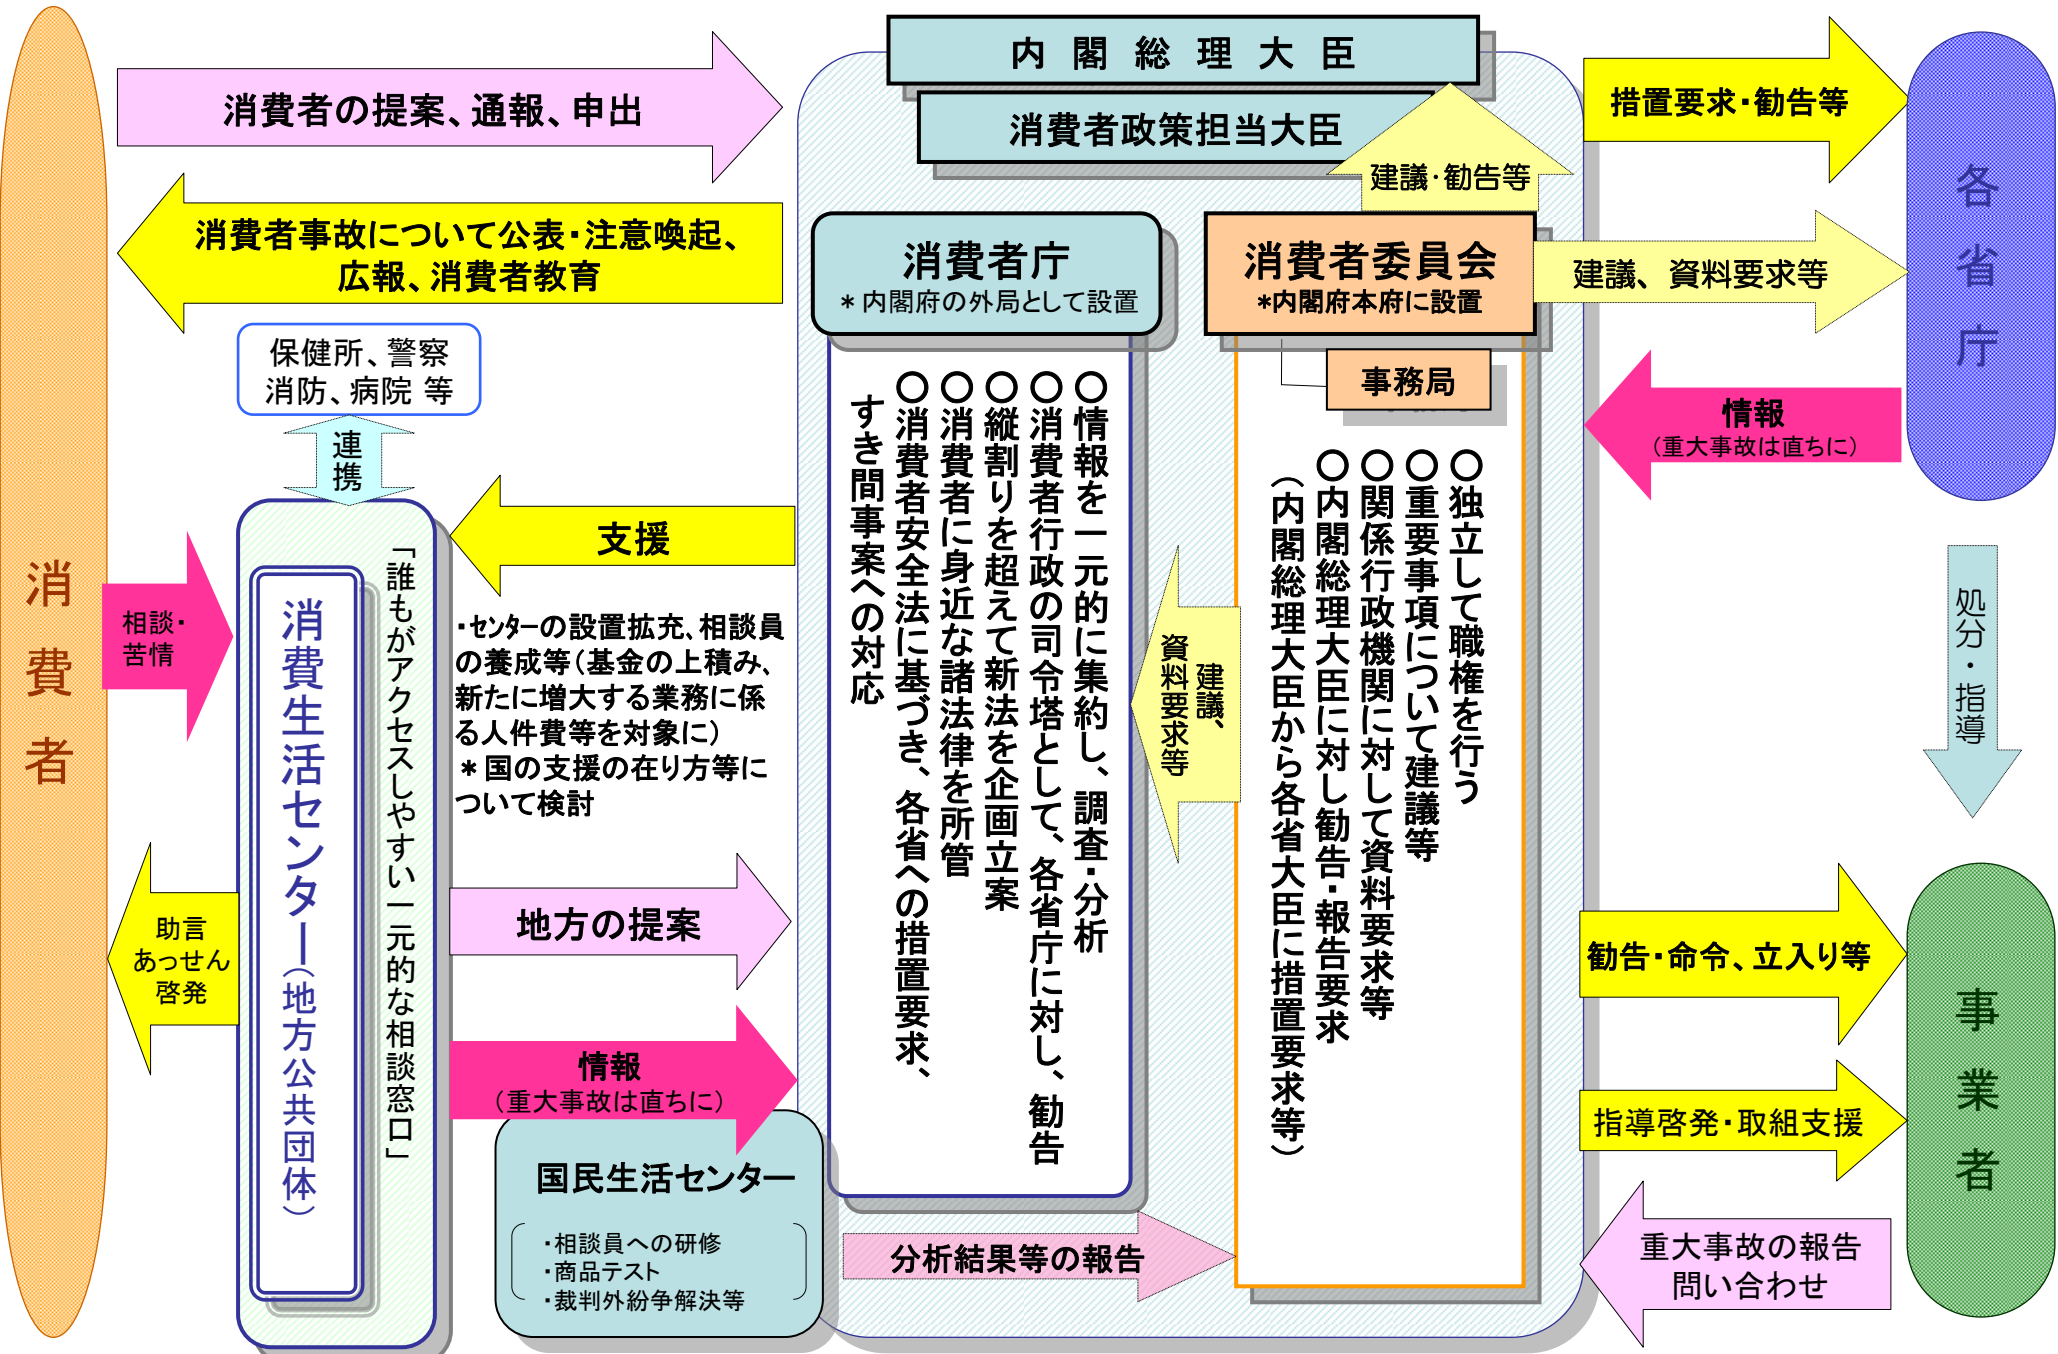 内閣総理大臣
消費者政策担当大臣
消費者の提案、通報、申出
措置要求・勧告等
建議・勧告等
各省庁
消費者事故について公表・注意喚起、
広報、消費者教育
消費者庁
＊内閣府の外局として設置
消費者委員会
＊内閣府本府に設置
建議、資料要求等
事務局
保健所、警察
消防、病院 等
連携
情報
（重大事故は直ちに）
○情報を一元的に集約し、調査・分析
○消費者行政の司令塔として、各省庁に対し、勧告
○縦割りを超えて新法を企画立案
○消費者に身近な諸法律を所管
○消費者安全法に基づき、各省への措置要求、
すき間事案への対応
○独立して職権を行う
○重要事項について建議等
○関係行政機関に対して資料要求等
○内閣総理大臣に対し勧告・報告要求
（内閣総理大臣から各省大臣に措置要求等）
建議、
資料要求等
消費者
相談・
苦情
支援
・センターの設置拡充、相談員
の養成等（基金の上積み、
新たに増大する業務に係
る人件費等を対象に）
＊国の支援の在り方等に
ついて検討
「誰もがアクセスしやすい一元的な相談窓口」
消費生活センター（地方公共団体）
処分・指導
助言
あっせん
啓発
地方の提案
情報
（重大事故は直ちに）
国民生活センター
・相談員への研修
・商品テスト
・裁判外紛争解決等
分析結果等の報告
勧告・命令、立入り等
指導啓発・取組支援
重大事故の報告
問い合わせ
事業者